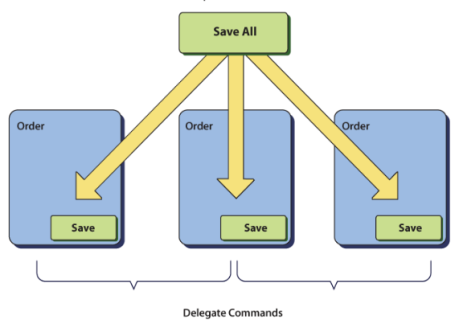 Save All
Order
Order
Order
Save
Save
Save
Delegate Commands